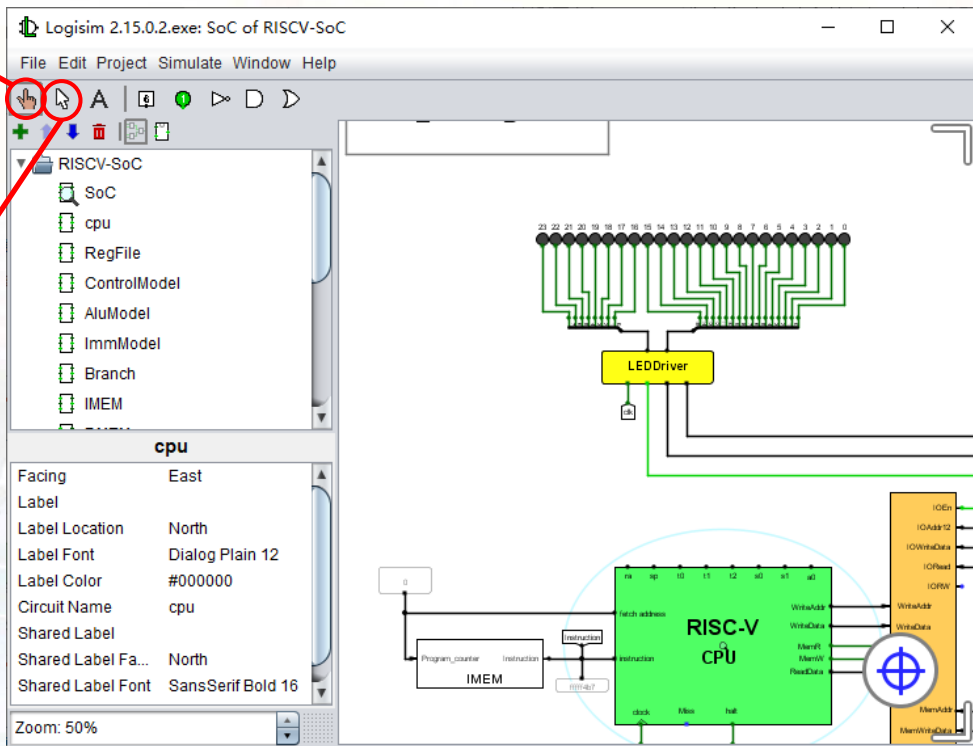 Logisim 2.15.0.2.exe: SoC of RISCV-SoC
File Edit Project Simulate Window Help
A
RISCV-SoC
SoC
cpu
RegFile
ControlModel
AluModel
ImmModel
Branch
IMEM
cpu
Facing East
Label
Label Location North
Label Font Dialog Plain 12
Label Color #000000
Circuit Name cpu
Shared Label
Shared Label Fa... North
Shared Label Font SansSerif Bold 16
Zoom: 50%
23 22 21 20 19 18 17 16 15 14 13 12 11 10 9 8 7 6 5 4 3 2 1 0
LEDDriver
clk
0
Program_counter Instruction
IMEM
Instruction
ra sp t0 t1 t2 s0 s1 a0
fetch address
instruction
RISC-V
CPU
WriteAddr
WriteData
MemR
MemW
ReadData
clock Miss halt
IOEn
IOAddr12
IOWriteData
IORead
IORW
WriteAddr
WriteData
MemAddr
MemWriteData